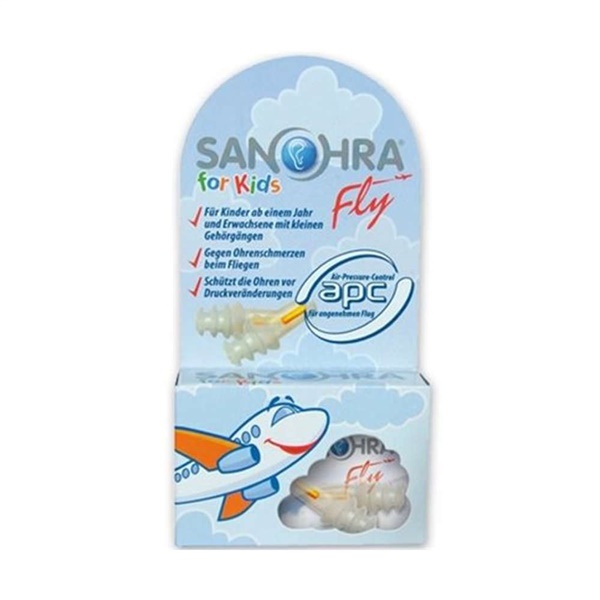 SANOHRA®
for Kids
Fly
Für Kinder ab einem Jahr
und Erwachsene mit kleinen
Gehörgängen
Gegen Ohrenschmerzen
beim Fliegen
Schützt die Ohren vor
Druckveränderungen
Air-Pressure-Control
apc
für angenehmen Flug
SANOHRA
for Kids
OHRA
Fly